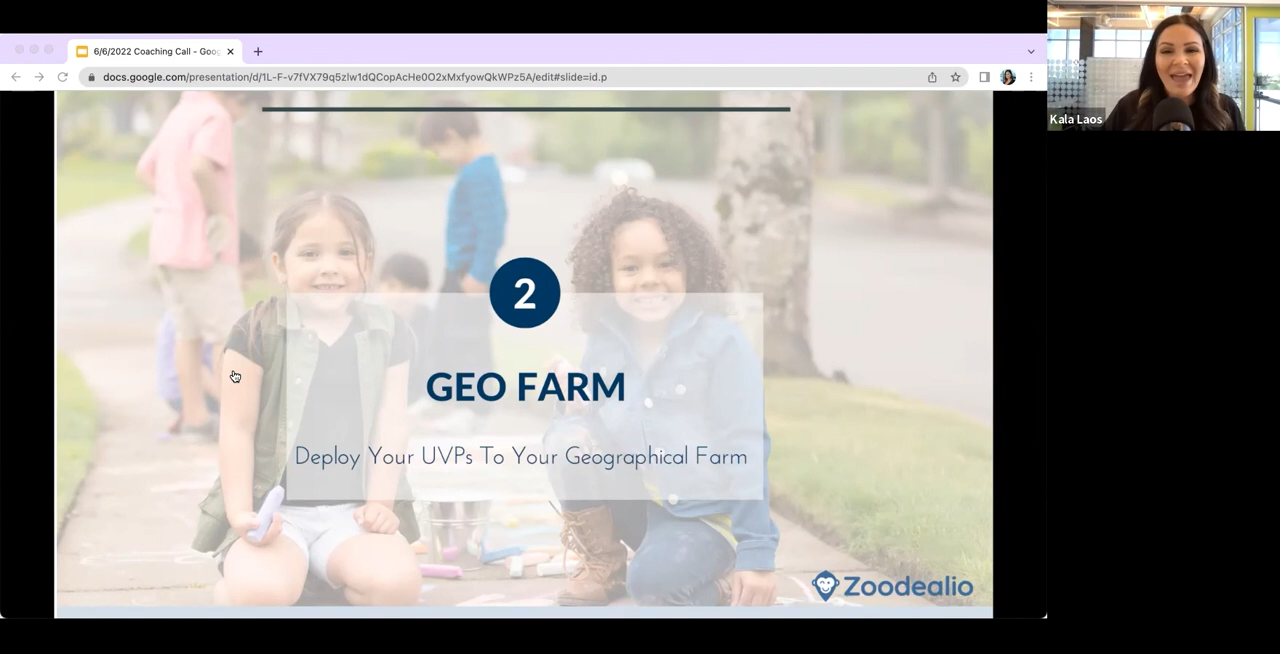 6/6/2022 Coaching Call - Goo
docs.google.com/presentation/d/1L-F-v7fVX79q5zIw1dQCopAcHe0O2xMxfyowQkWPz5A/edit#slide=id.p
Kala Laos
2
GEO FARM
Deploy Your UVPs To Your Geographical Farm
Zoodealio